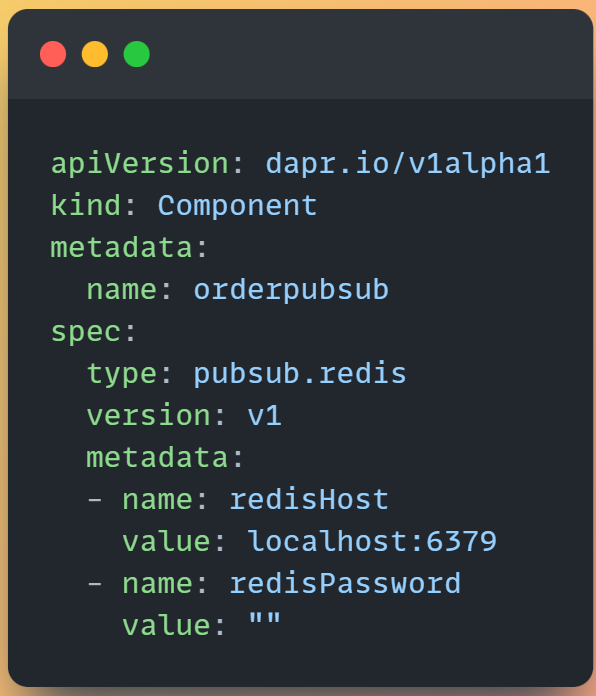 apiVersion: dapr.io/v1alpha1
kind: Component
metadata:
  name: orderpubsub
spec:
  type: pubsub.redis
  version: v1
  metadata:
  - name: redisHost
    value: localhost:6379
  - name: redisPassword
    value: ""